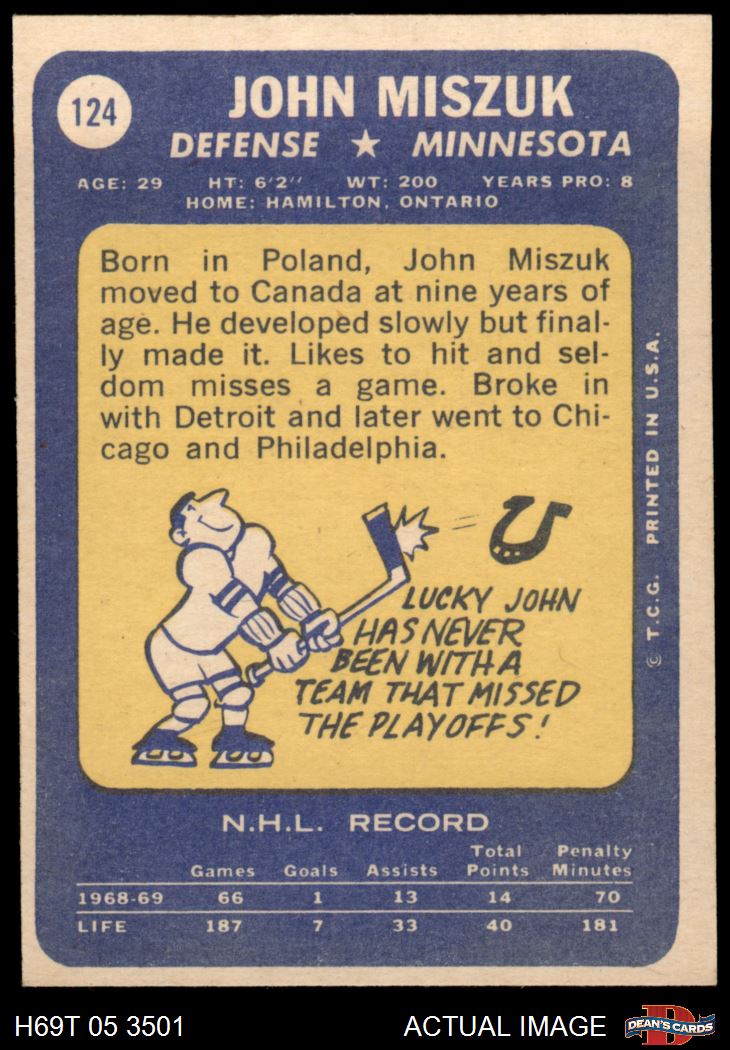 124
JOHN MISZUK
DEFENSE ★ MINNESOTA
AGE: 29 HT: 6'2" WT: 200 YEARS PRO: 8
HOME: HAMILTON, ONTARIO
Born in Poland, John Miszuk
moved to Canada at nine years of
age. He developed slowly but final-
ly made it. Likes to hit and sel-
dom misses a game. Broke in
with Detroit and later went to Chi-
cago and Philadelphia.
LUCKY JOHN
HAS NEVER
BEEN WITH A
TEAM THAT MISSED
THE PLAYOFFS!
© T.C.G. PRINTED IN U.S.A.
N.H.L. RECORD
Games Goals Assists Total Points Penalty Minutes
1968-69 66 1 13 14 70
LIFE 187 7 33 40 181
H69T 05 3501 ACTUAL IMAGE
D
DEAN'S CARDS